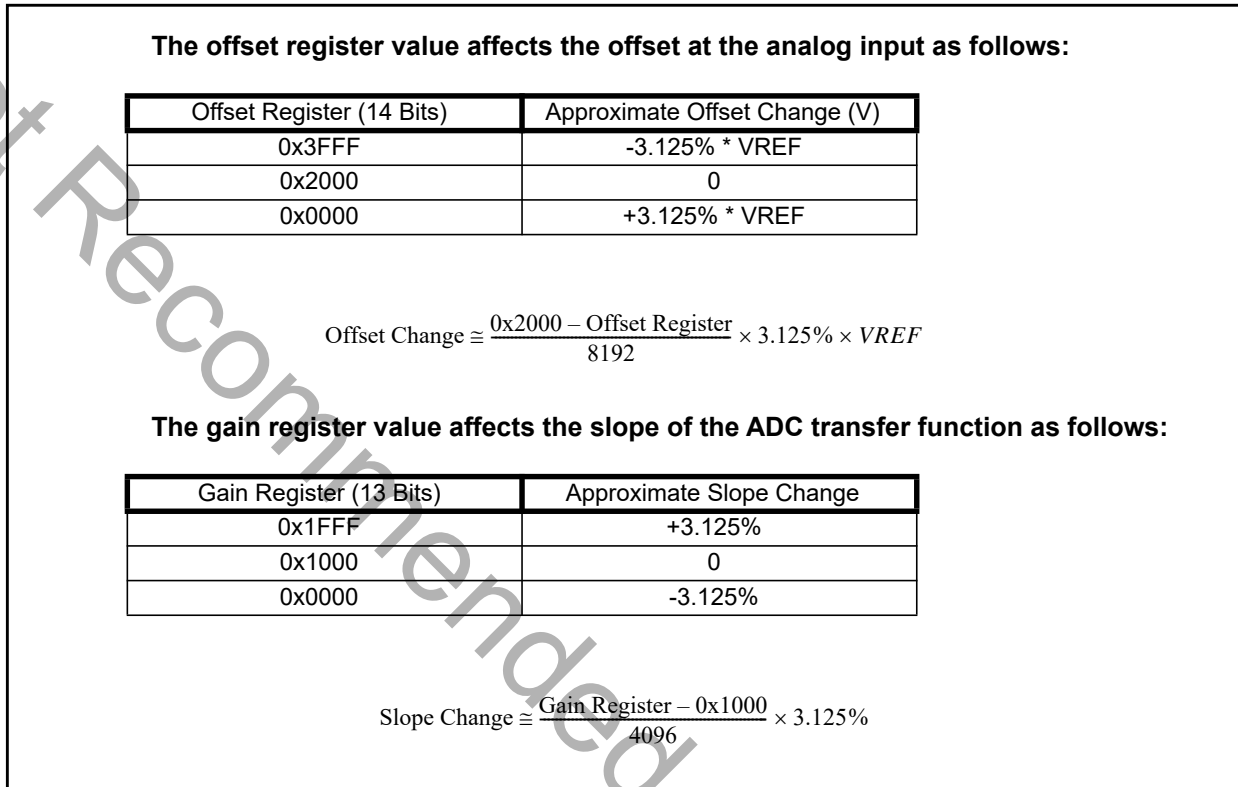 The offset register value affects the offset at the analog input as follows:
Offset Register (14 Bits) Approximate Offset Change (V)
0x3FFF -3.125% * VREF
0x2000 0
0x0000 +3.125% * VREF
Offset Change ≅ (0x2000 – Offset Register) / 8192 × 3.125% × VREF
The gain register value affects the slope of the ADC transfer function as follows:
Gain Register (13 Bits) Approximate Slope Change
0x1FFF +3.125%
0x1000 0
0x0000 -3.125%
Slope Change ≅ (Gain Register – 0x1000) / 4096 × 3.125%
Recommended